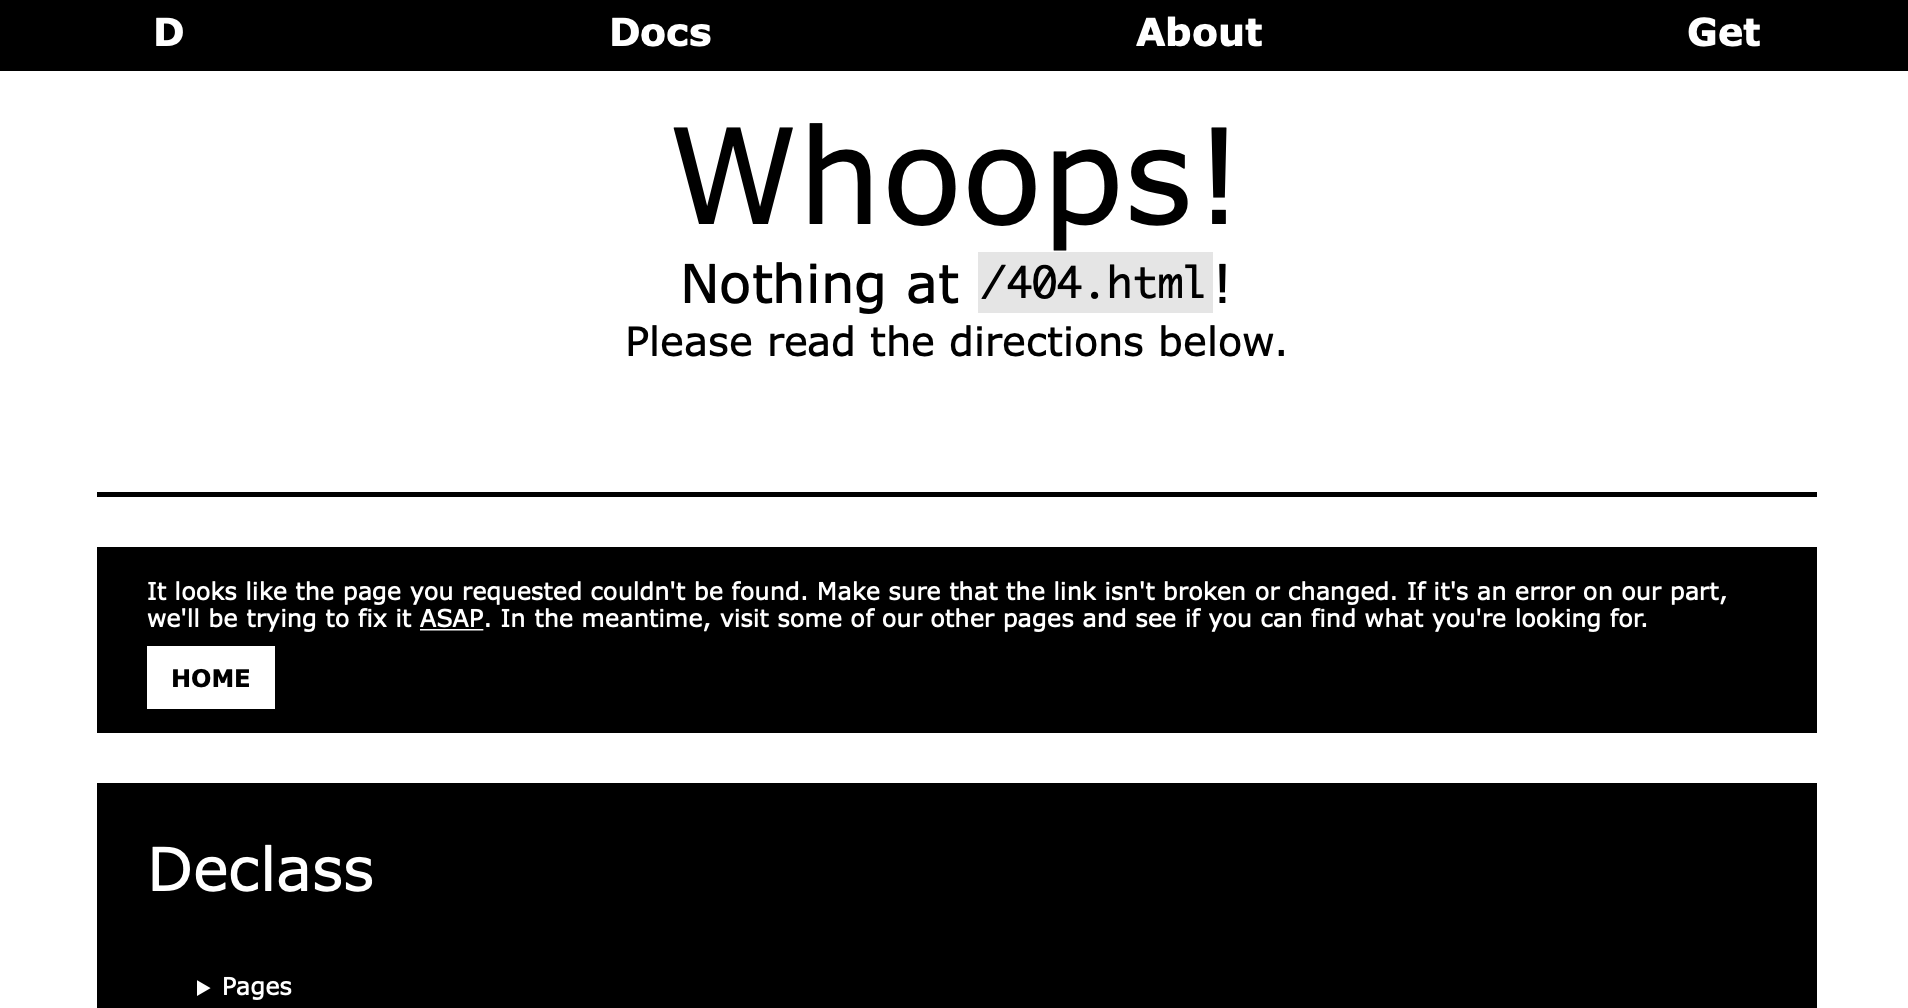 D Docs About Get
Whoops!
Nothing at /404.html!
Please read the directions below.
It looks like the page you requested couldn't be found. Make sure that the link isn't broken or changed. If it's an error on our part,
we'll be trying to fix it ASAP. In the meantime, visit some of our other pages and see if you can find what you're looking for.
HOME
Declass
▶ Pages